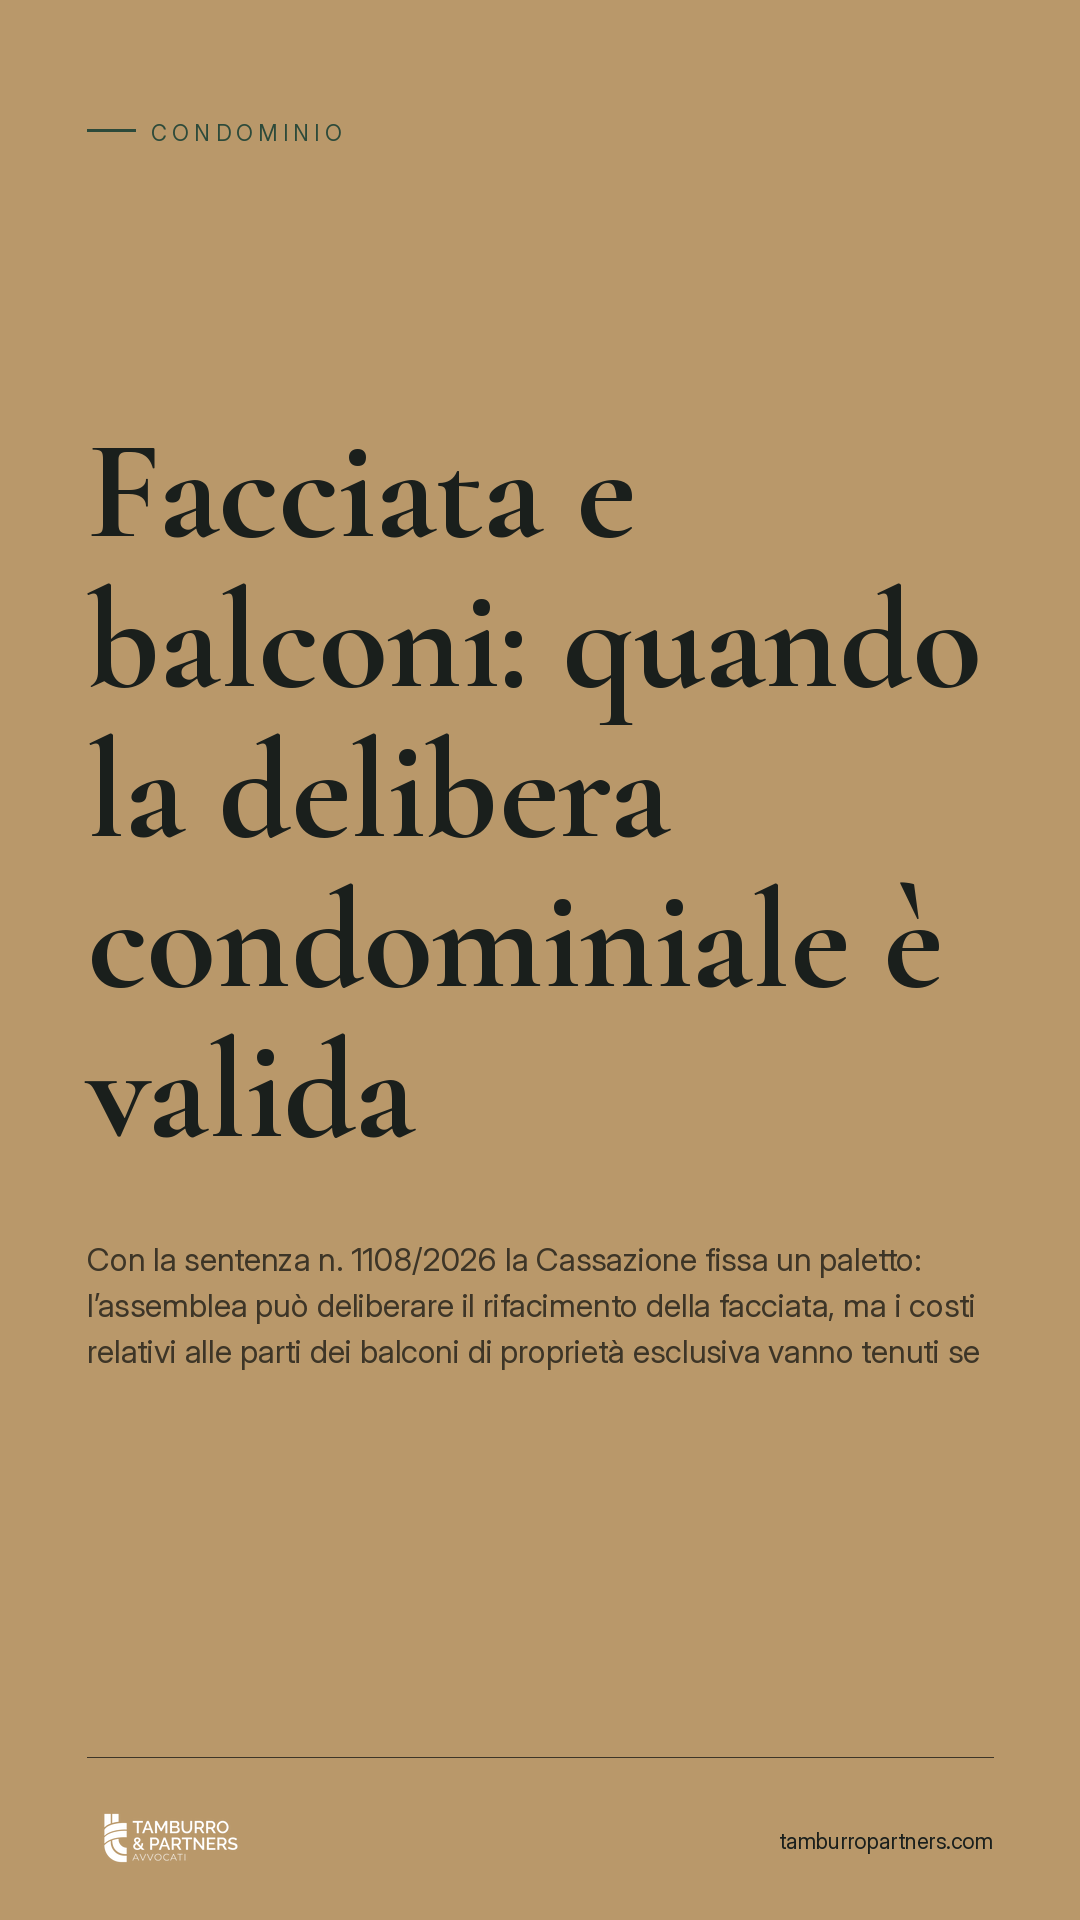 CONDOMINIO
Facciata e
balconi: quando
la delibera
condominiale è
valida
Con la sentenza n. 1108/2026 la Cassazione fissa un paletto:
l’assemblea può deliberare il rifacimento della facciata, ma i costi
relativi alle parti dei balconi di proprietà esclusiva vanno tenuti se
TAMBURRO
& PARTNERS
AVVOCATI
tamburropartners.com